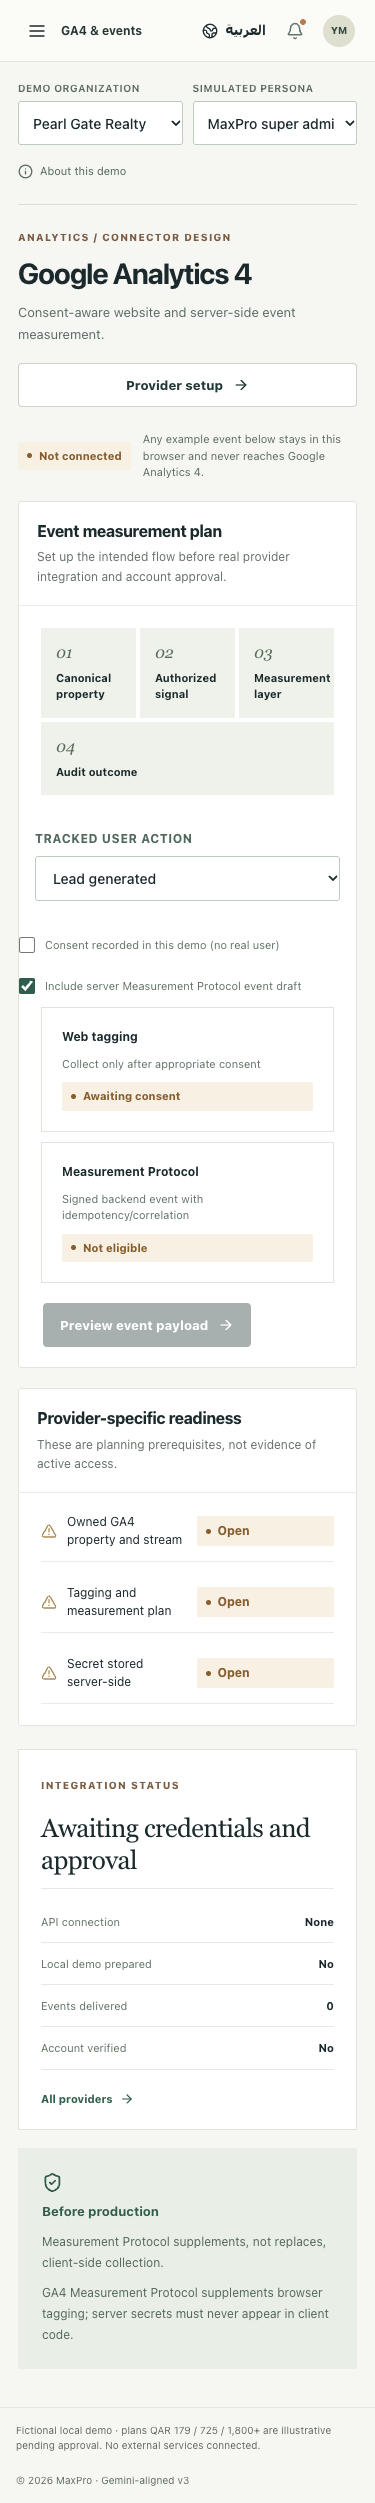 GA4 & events
العربية
YM
DEMO ORGANIZATION
SIMULATED PERSONA
Pearl Gate Realty
MaxPro super admi
About this demo
ANALYTICS / CONNECTOR DESIGN
Google Analytics 4
Consent-aware website and server-side event
measurement.
Provider setup
Not connected
Any example event below stays in this
browser and never reaches Google
Analytics 4.
Event measurement plan
Set up the intended flow before real provider
integration and account approval.
01
Canonical
property
02
Authorized
signal
03
Measurement
layer
04
Audit outcome
TRACKED USER ACTION
Lead generated
Consent recorded in this demo (no real user)
Include server Measurement Protocol event draft
Web tagging
Collect only after appropriate consent
Awaiting consent
Measurement Protocol
Signed backend event with
idempotency/correlation
Not eligible
Preview event payload
Provider-specific readiness
These are planning prerequisites, not evidence of
active access.
Owned GA4
property and stream
Open
Tagging and
measurement plan
Open
Secret stored
server-side
Open
INTEGRATION STATUS
Awaiting credentials and
approval
API connection
None
Local demo prepared
No
Events delivered
0
Account verified
No
All providers
Before production
Measurement Protocol supplements, not replaces,
client-side collection.
GA4 Measurement Protocol supplements browser
tagging; server secrets must never appear in client
code.
Fictional local demo · plans QAR 179 / 725 / 1,800+ are illustrative
pending approval. No external services connected.
© 2026 MaxPro · Gemini-aligned v3